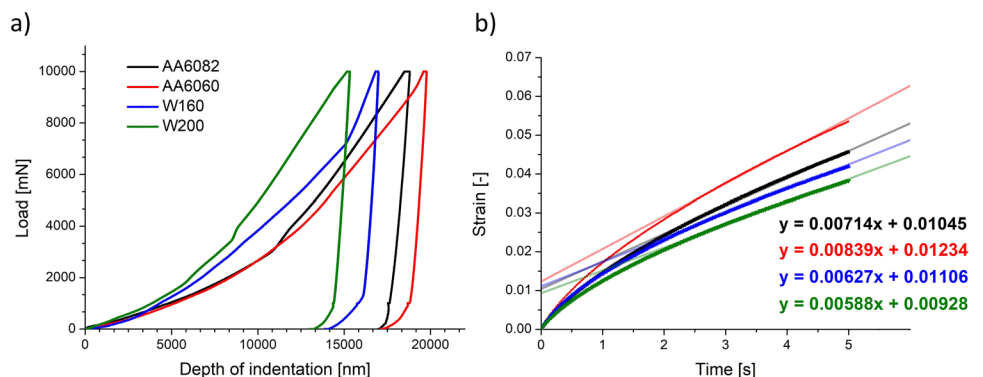 a)
10000
8000
6000
4000
2000
0
Load [mN]
AA6082
AA6060
W160
W200
0
5000
10000
15000
20000
Depth of indentation [nm]
b)
0.07
0.06
0.05
0.04
0.03
0.02
0.01
0.00
Strain [-]
y = 0.00714x + 0.01045
y = 0.00839x + 0.01234
y = 0.00627x + 0.01106
y = 0.00588x + 0.00928
0
1
2
3
4
5
Time [s]